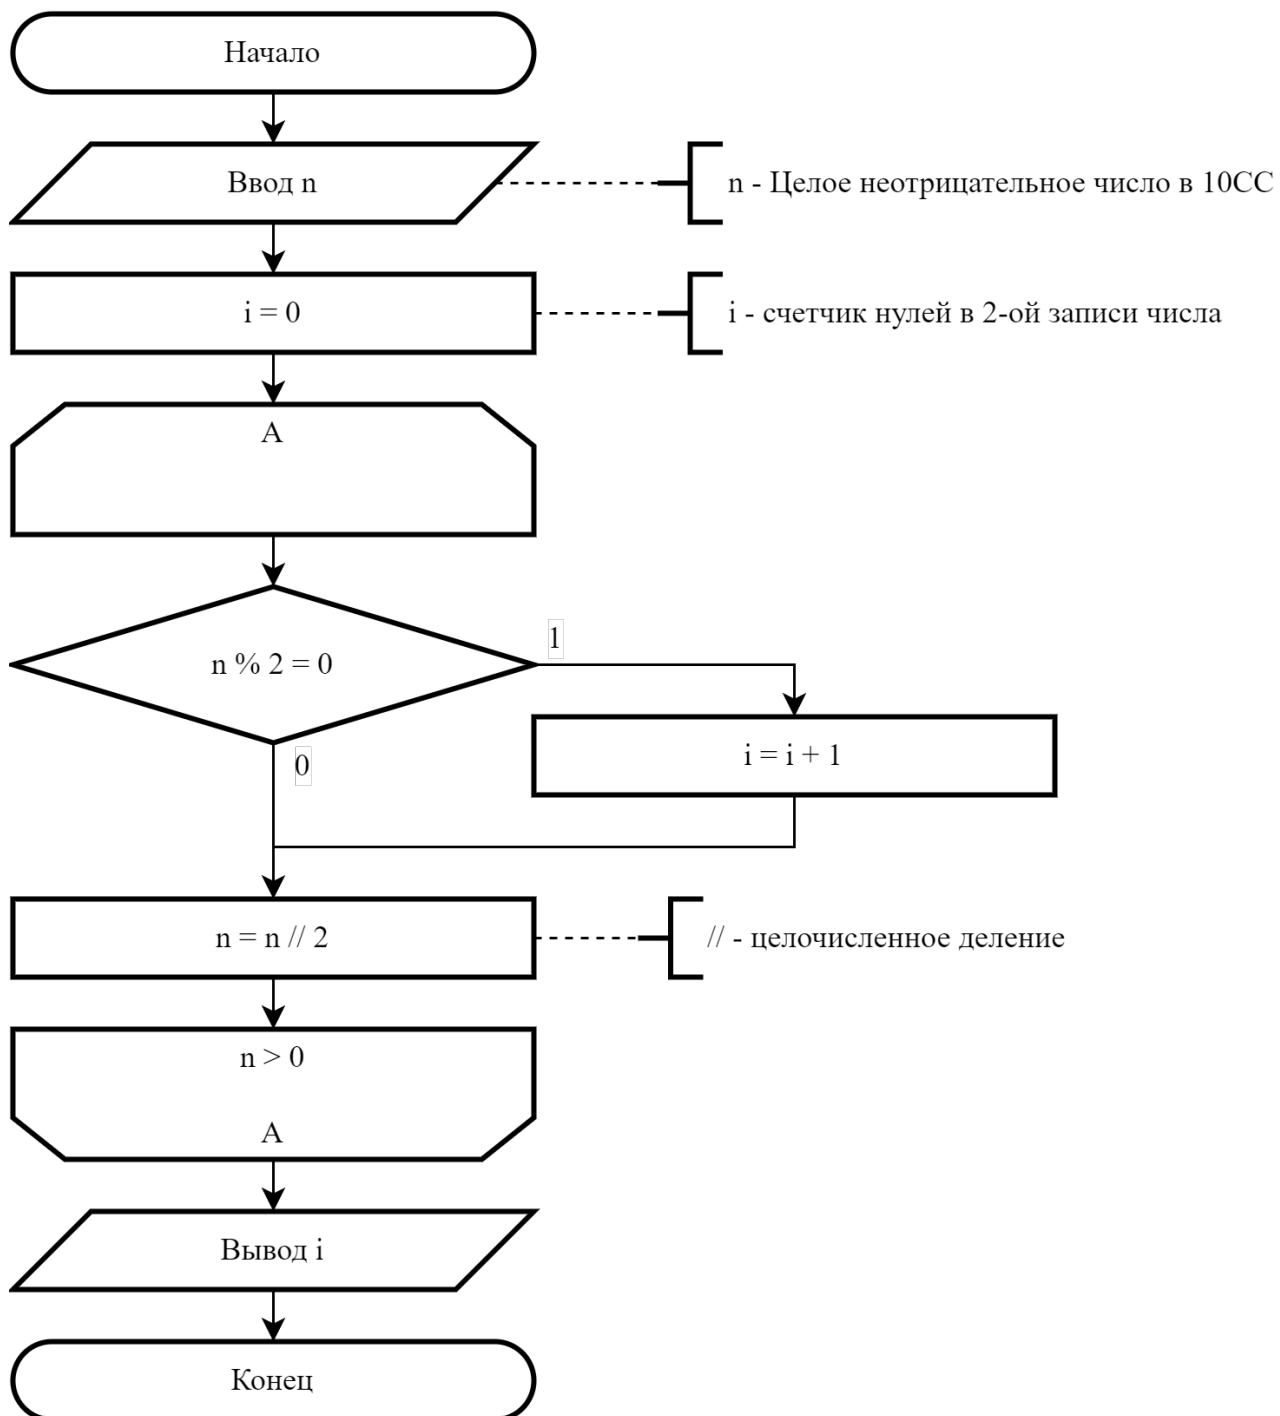 Начало
Ввод n
n - Целое неотрицательное число в 10СС
i = 0
i - счетчик нулей в 2-ой записи числа
А
n % 2 = 0
1
0
i = i + 1
n = n // 2
// - целочисленное деление
n > 0
А
Вывод i
Конец